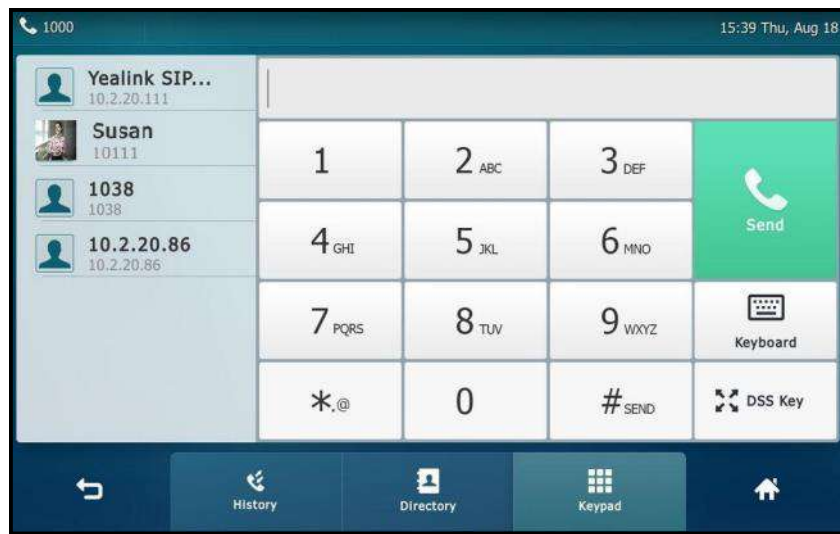 1000
15:39 Thu, Aug 18
Yealink SIP...
10.2.20.111
Susan
10111
1038
1038
10.2.20.86
10.2.20.86
1
2 ABC
3 DEF
Send
4 GHI
5 JKL
6 MNO
7 PQRS
8 TUV
9 WXYZ
Keyboard
*.@
0
# SEND
DSS Key
History
Directory
Keypad